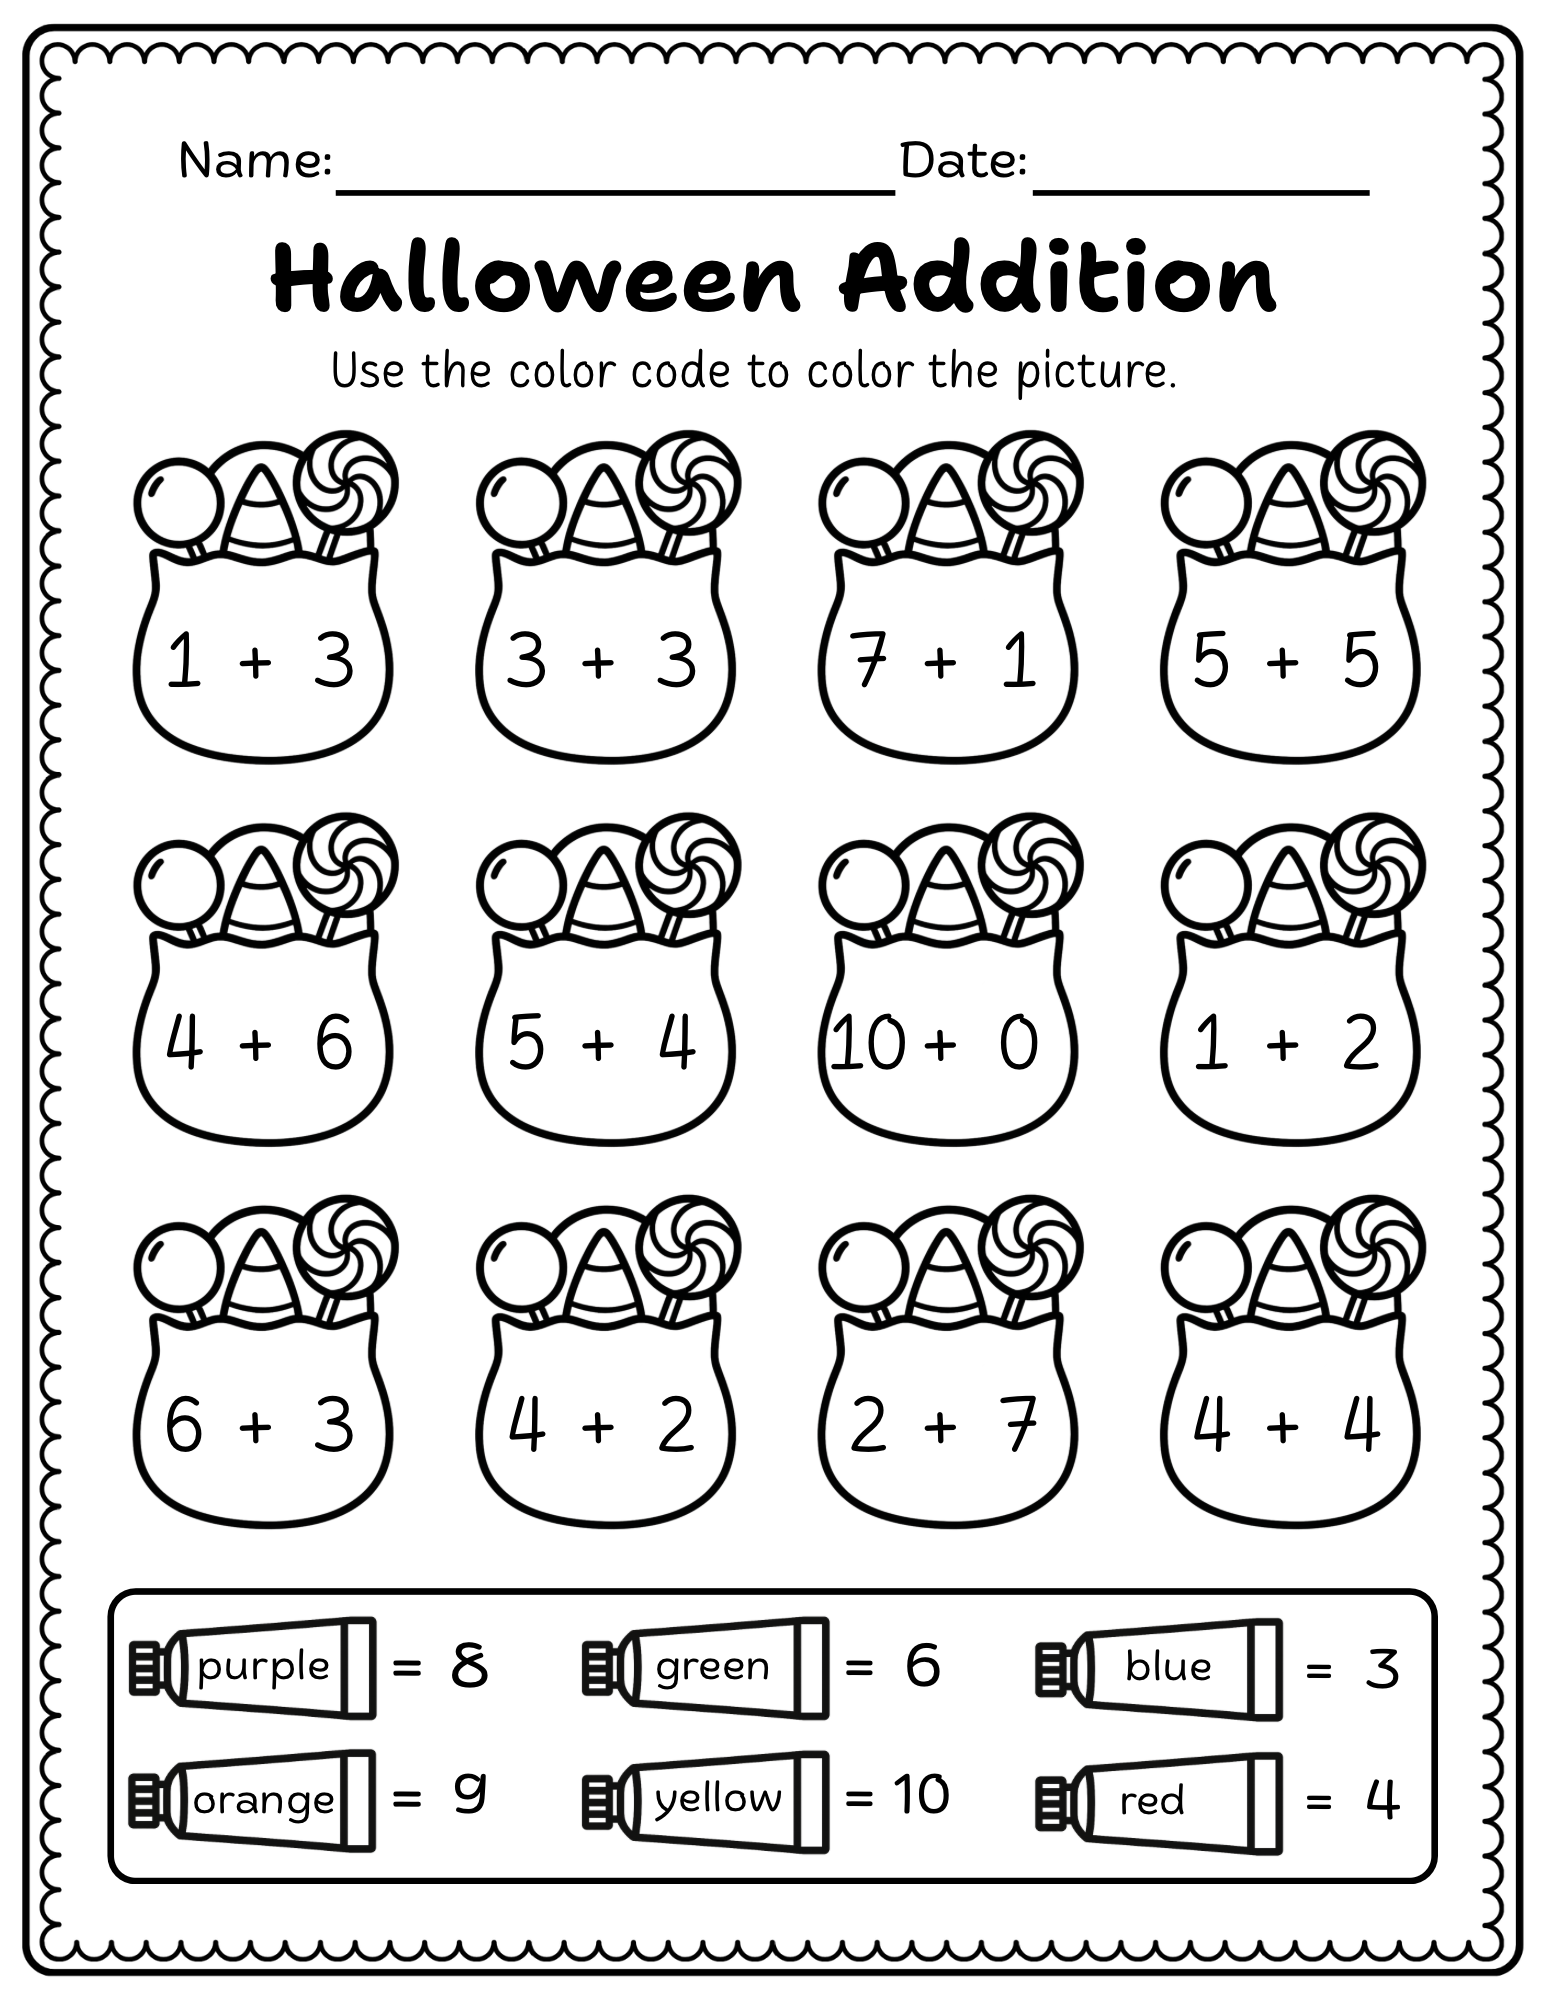 Name: Date:
Halloween Addition
Use the color code to color the picture.
1 + 3 3 + 3 7 + 1 5 + 5
4 + 6 5 + 4 10 + 0 1 + 2
6 + 3 4 + 2 2 + 7 4 + 4
purple = 8 green = 6 blue = 3
orange = 9 yellow = 10 red = 4